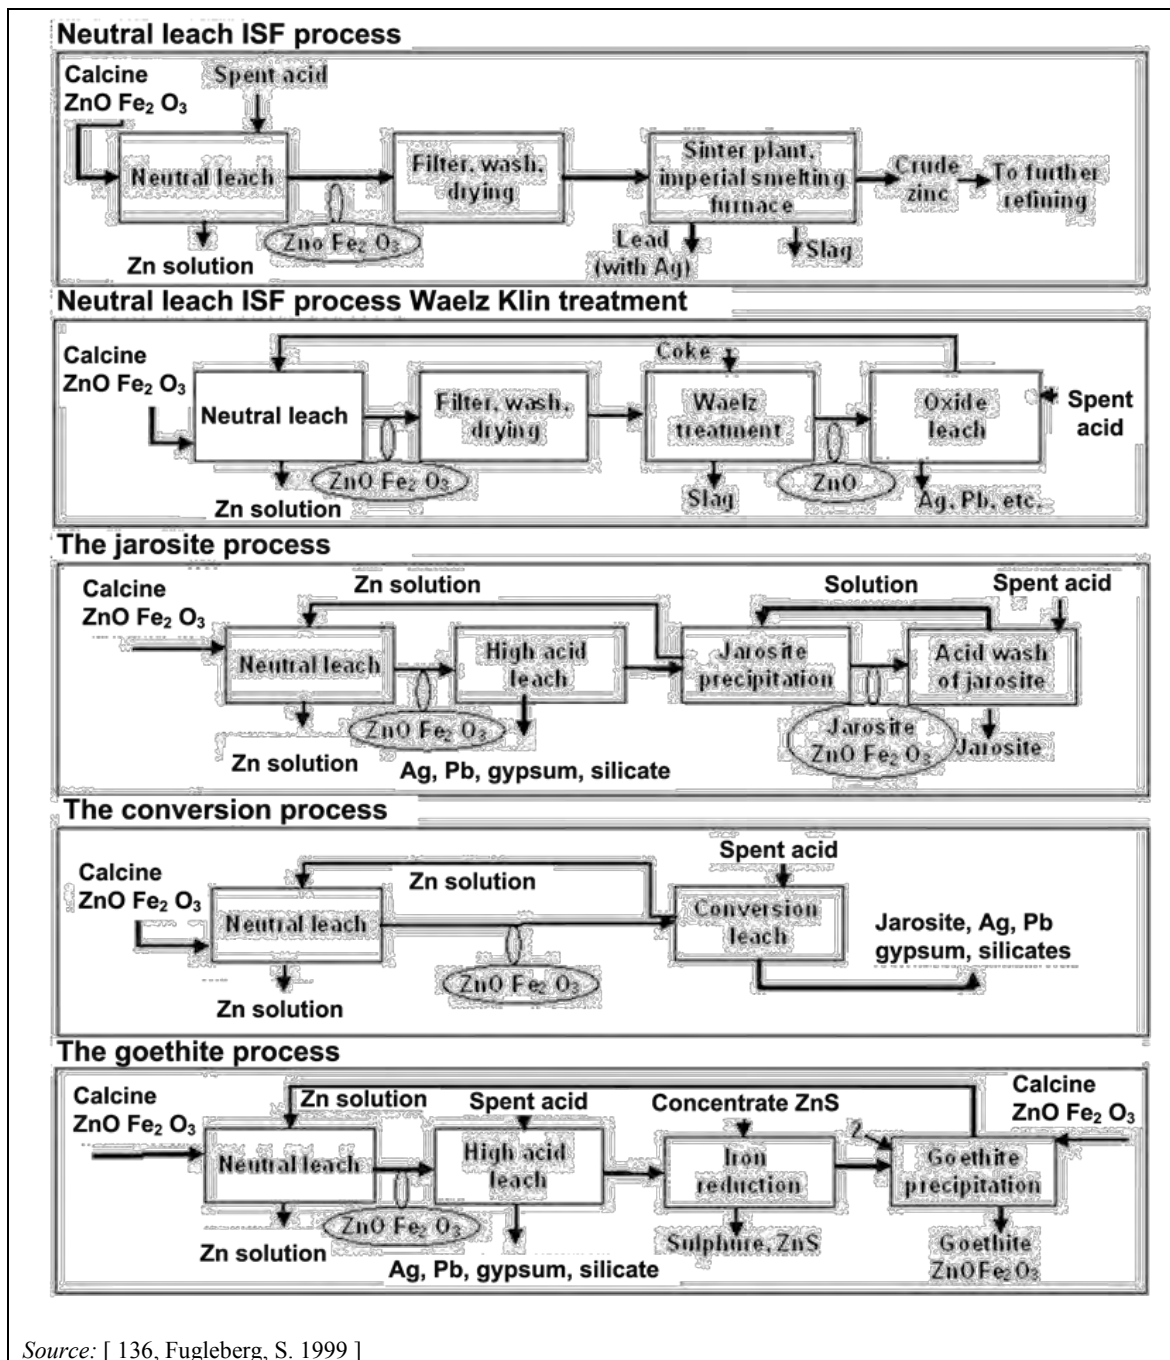 Neutral leach ISF process
Calcine
ZnO Fe₂ O₃
Spent acid
Neutral leach
Filter, wash,
drying
Sinter plant,
imperial smelting
furnace
Crude
zinc
To further
refining
Zno Fe₂ O₃
Zn solution
Lead
(with Ag)
Slag
Neutral leach ISF process Waelz Klin treatment
Calcine
ZnO Fe₂ O₃
Coke
Neutral leach
Filter, wash,
drying
Waelz
treatment
Oxide
leach
Spent
acid
ZnO Fe₂ O₃
Zn solution
Slag
ZnO
Ag, Pb, etc.
The jarosite process
Calcine
ZnO Fe₂ O₃
Zn solution
Solution
Spent acid
Neutral leach
High acid
leach
Jarosite
precipitation
Acid wash
of jarosite
ZnO Fe₂ O₃
Jarosite
ZnO Fe₂ O₃
Jarosite
Zn solution
Ag, Pb, gypsum, silicate
The conversion process
Calcine
ZnO Fe₂ O₃
Zn solution
Spent acid
Neutral leach
Conversion
leach
Jarosite, Ag, Pb
gypsum, silicates
ZnO Fe₂ O₃
Zn solution
The goethite process
Calcine
ZnO Fe₂ O₃
Zn solution
Spent acid
Concentrate ZnS
Calcine
ZnO Fe₂ O₃
?
Neutral leach
High acid
leach
Iron
reduction
Goethite
precipitation
ZnO Fe₂ O₃
Zn solution
Ag, Pb, gypsum, silicate
Sulphure, ZnS
Goethite
ZnOFe₂O₃
Source: [ 136, Fugleberg, S. 1999 ]